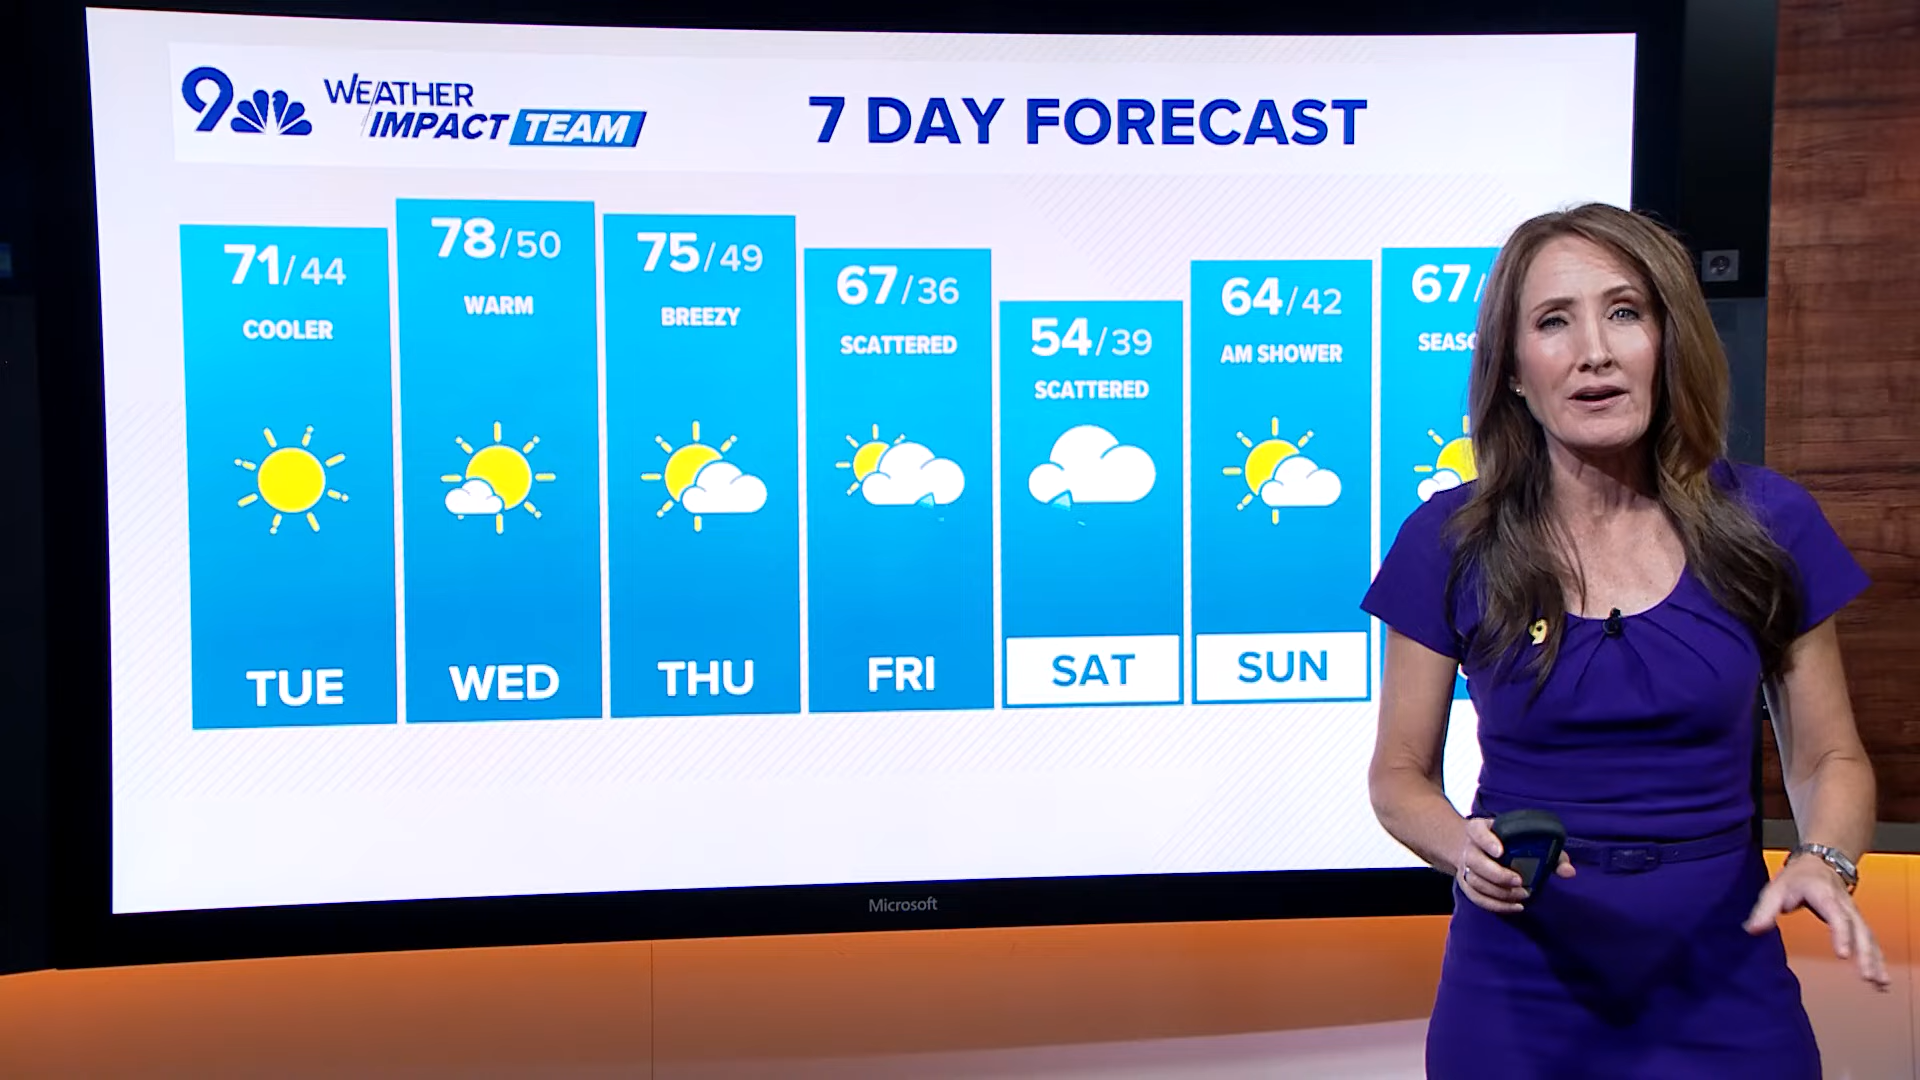 9 WEATHER
IMPACT TEAM
7 DAY FORECAST
71/44
COOLER
TUE
78/50
WARM
WED
75/49
BREEZY
THU
67/36
SCATTERED
FRI
54/39
SCATTERED
SAT
64/42
AM SHOWER
SUN
67/
Microsoft
9